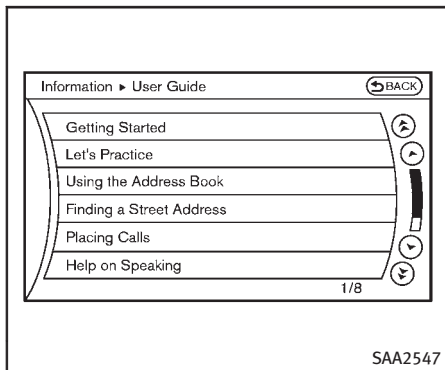 Information ▸ User Guide
BACK
Getting Started
Let's Practice
Using the Address Book
Finding a Street Address
Placing Calls
Help on Speaking
1/8
SAA2547